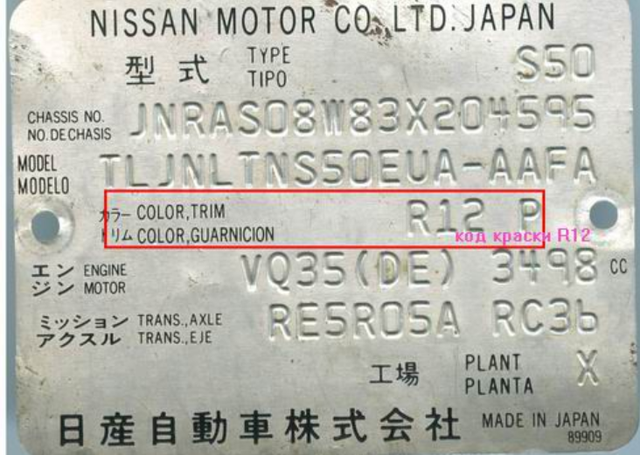 NISSAN MOTOR CO.,LTD.JAPAN
型式 TYPE TIPO S50
CHASSIS NO. NO.DECHASIS JNRAS08W83X204595
MODEL MODELO TLJNLTNS50EUA-AAFA
カラー COLOR,TRIM R12 P
トリム COLOR,GUARNICION
код краски R12
エンジン ENGINE MOTOR VQ35(DE) 3498 CC
ミッション TRANS.,AXLE RE5R05A RC36
アクスル TRANS.,EJE
工場 PLANT PLANTA X
日産自動車株式会社 MADE IN JAPAN
89909